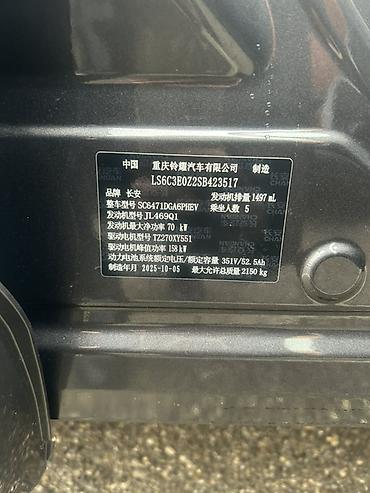 中国 重庆铃耀汽车有限公司 制造
LS6C3E0Z2SB423517
品牌 长安 发动机排量 1497 mL
整车型号 SC6471DGA6PHEV 乘坐人数 5
发动机型号 JL469Q1
发动机最大净功率 70 kW
驱动电机型号 TZ270XY551
驱动电机峰值功率 158 kW
动力电池系统额定电压/额定容量 351V/52.5Ah
制造年月 2025-10-05 最大允许总质量 2150 kg